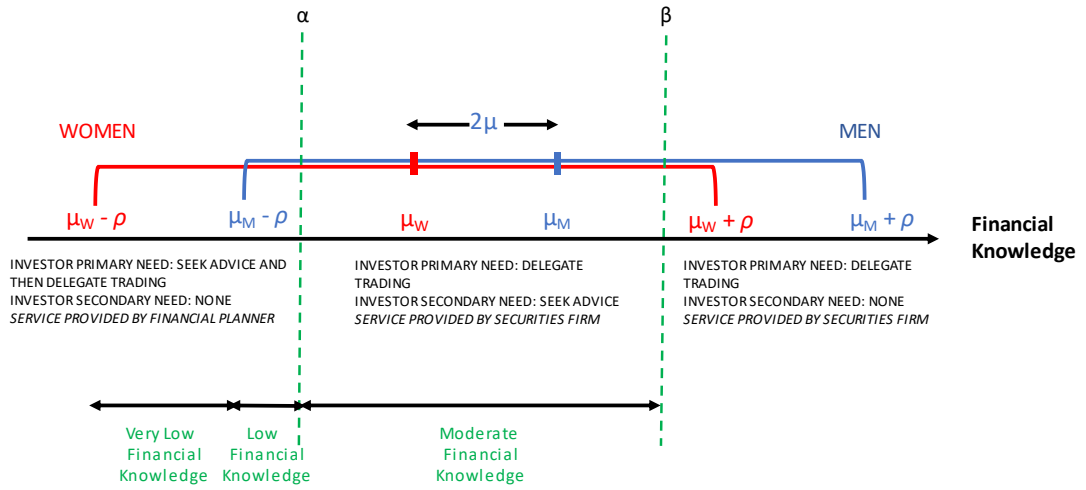 α
β
2μ
WOMEN
MEN
μW - ρ
μM - ρ
μW
μM
μW + ρ
μM + ρ
Financial
Knowledge
INVESTOR PRIMARY NEED: SEEK ADVICE AND
THEN DELEGATE TRADING
INVESTOR SECONDARY NEED: NONE
SERVICE PROVIDED BY FINANCIAL PLANNER
INVESTOR PRIMARY NEED: DELEGATE
TRADING
INVESTOR SECONDARY NEED: SEEK ADVICE
SERVICE PROVIDED BY SECURITIES FIRM
INVESTOR PRIMARY NEED: DELEGATE
TRADING
INVESTOR SECONDARY NEED: NONE
SERVICE PROVIDED BY SECURITIES FIRM
Very Low
Financial
Knowledge
Low
Financial
Knowledge
Moderate
Financial
Knowledge